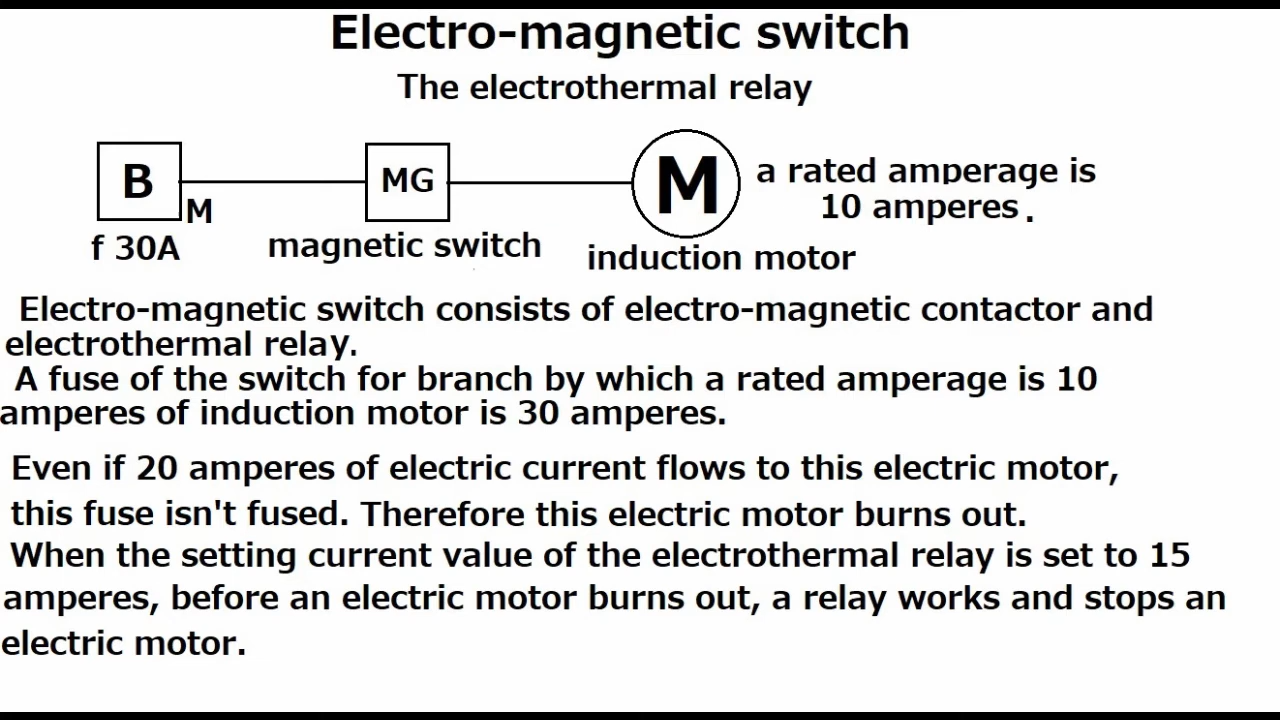 Electro-magnetic switch
The electrothermal relay
B
M
f 30A
MG
magnetic switch
M
induction motor
a rated amperage is
10 amperes.
Electro-magnetic switch consists of electro-magnetic contactor and
electrothermal relay.
A fuse of the switch for branch by which a rated amperage is 10
amperes of induction motor is 30 amperes.
Even if 20 amperes of electric current flows to this electric motor,
this fuse isn't fused. Therefore this electric motor burns out.
When the setting current value of the electrothermal relay is set to 15
amperes, before an electric motor burns out, a relay works and stops an
electric motor.